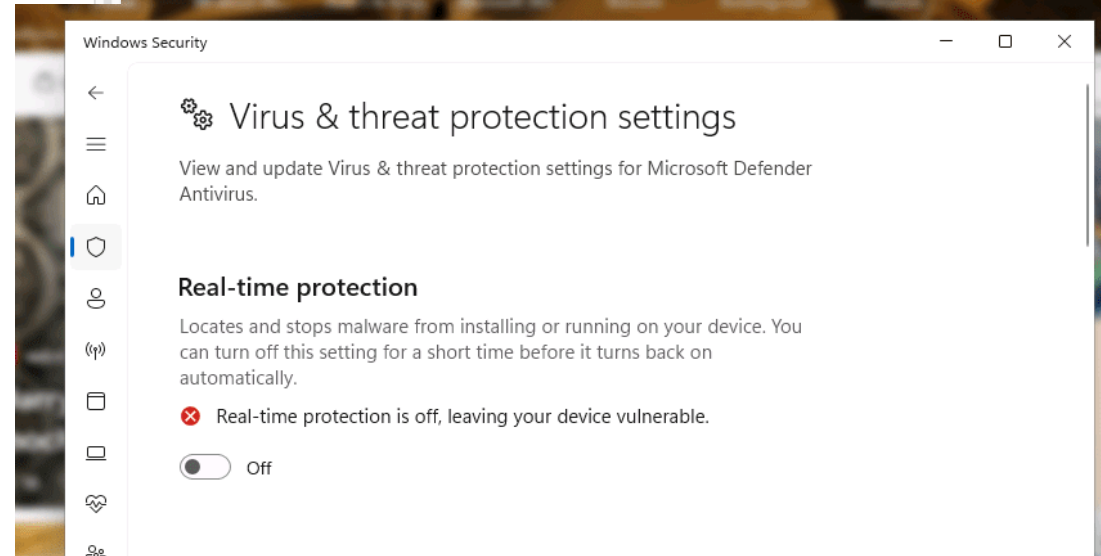 Windows Security
Virus & threat protection settings
View and update Virus & threat protection settings for Microsoft Defender
Antivirus.
Real-time protection
Locates and stops malware from installing or running on your device. You
can turn off this setting for a short time before it turns back on
automatically.
Real-time protection is off, leaving your device vulnerable.
Off